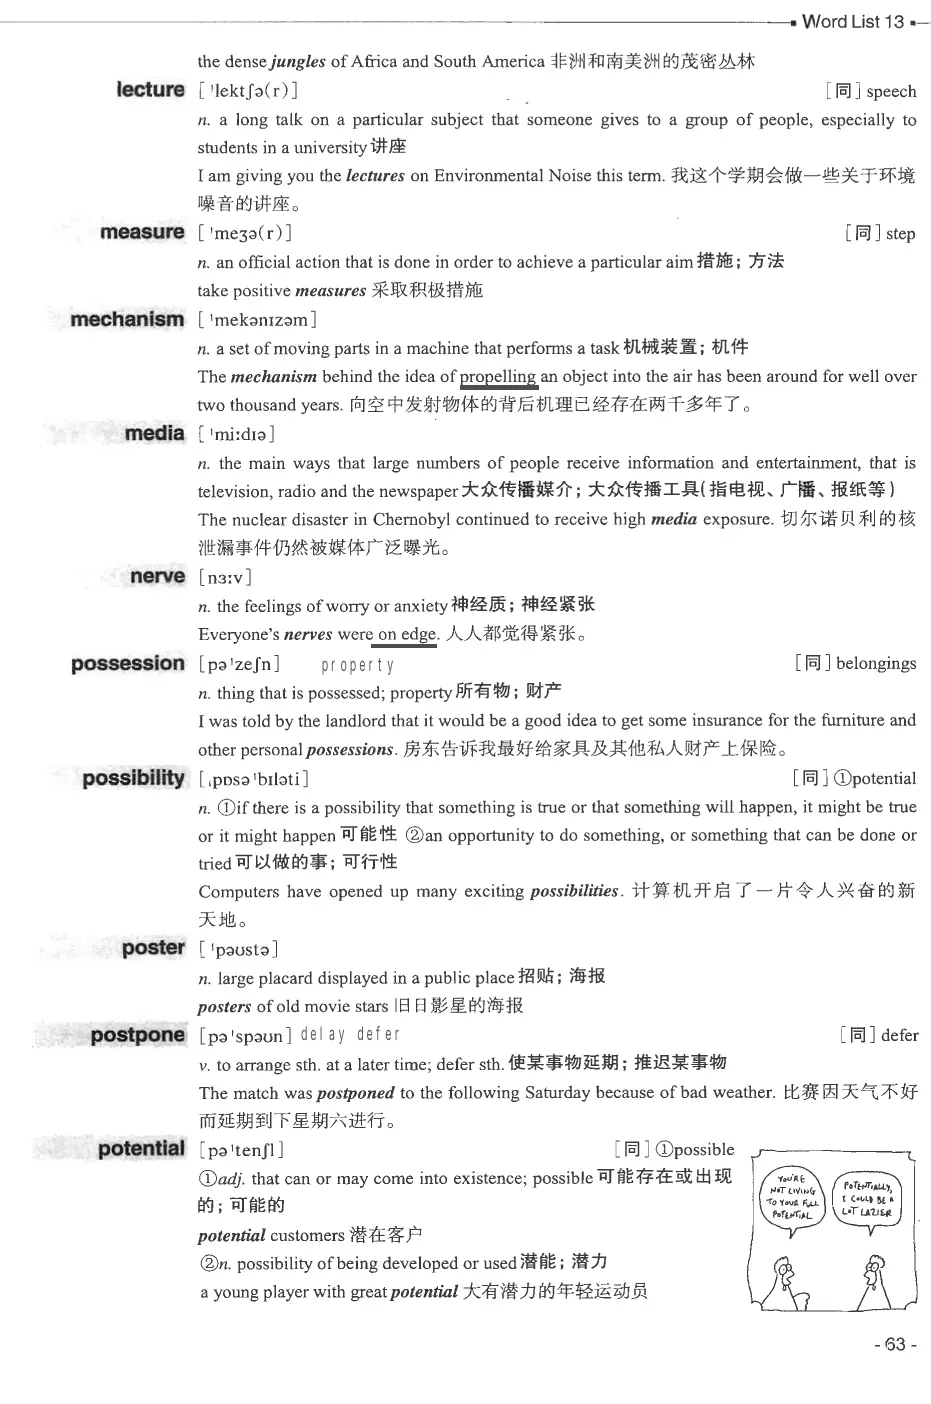 Word List 13
the dense jungles of Africa and South America 非洲和南美洲的茂密丛林
lecture [ˈlektʃə(r)] [同] speech
n. a long talk on a particular subject that someone gives to a group of people, especially to
students in a university 讲座
I am giving you the lectures on Environmental Noise this term. 我这个学期会做一些关于环境
噪音的讲座。
measure [ˈmeʒə(r)] [同] step
n. an official action that is done in order to achieve a particular aim 措施；方法
take positive measures 采取积极措施
mechanism [ˈmekənɪzəm]
n. a set of moving parts in a machine that performs a task 机械装置；机件
The mechanism behind the idea of propelling an object into the air has been around for well over
two thousand years. 向空中发射物体的背后机理已经存在两千多年了。
media [ˈmiːdɪə]
n. the main ways that large numbers of people receive information and entertainment, that is
television, radio and the newspaper 大众传播媒介；大众传播工具(指电视、广播、报纸等)
The nuclear disaster in Chernobyl continued to receive high media exposure. 切尔诺贝利的核
泄漏事件仍然被媒体广泛曝光。
nerve [nɜːv]
n. the feelings of worry or anxiety 神经质；神经紧张
Everyone's nerves were on edge. 人人都觉得紧张。
possession [pəˈzeʃn] property [同] belongings
n. thing that is possessed; property 所有物；财产
I was told by the landlord that it would be a good idea to get some insurance for the furniture and
other personal possessions. 房东告诉我最好给家具及其他私人财产上保险。
possibility [ˌpɒsəˈbɪləti] [同] ①potential
n. ①if there is a possibility that something is true or that something will happen, it might be true
or it might happen 可能性 ②an opportunity to do something, or something that can be done or
tried 可以做的事；可行性
Computers have opened up many exciting possibilities. 计算机开启了一片令人兴奋的新
天地。
poster [ˈpəʊstə]
n. large placard displayed in a public place 招贴；海报
posters of old movie stars 旧日影星的海报
postpone [pəˈspəʊn] delay defer [同] defer
v. to arrange sth. at a later time; defer sth. 使某事物延期；推迟某事物
The match was postponed to the following Saturday because of bad weather. 比赛因天气不好
而延期到下星期六进行。
potential [pəˈtenʃl] [同] ①possible
①adj. that can or may come into existence; possible 可能存在或出现
的；可能的
potential customers 潜在客户
②n. possibility of being developed or used 潜能；潜力
a young player with great potential 大有潜力的年轻运动员
YOU'RE
NOT LIVING
TO YOUR FULL
POTENTIAL
POTENTIALLY,
I COULD BE A
LOT LAZIER
- 63 -